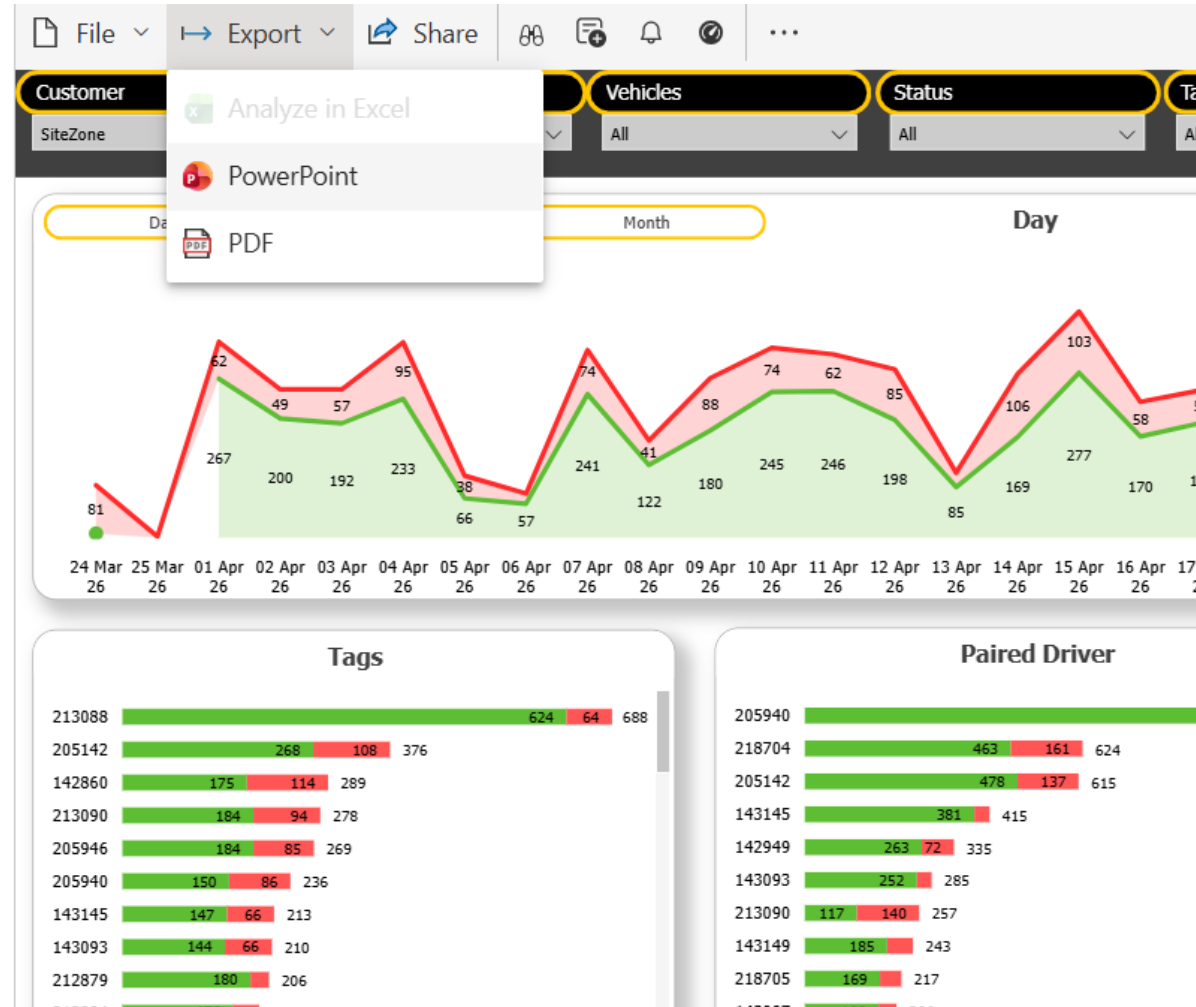 File Export Share
Customer Vehicles Status
SiteZone All All
Analyze in Excel
PowerPoint
PDF
PDF
Month Day
62 95 74 74 62 103
49 57 41 88 85 106 58
267 200 192 233 38 241 245 246 198 277
81 66 57 122 180 85 169 170
24 Mar 25 Mar 01 Apr 02 Apr 03 Apr 04 Apr 05 Apr 06 Apr 07 Apr 08 Apr 09 Apr 10 Apr 11 Apr 12 Apr 13 Apr 14 Apr 15 Apr 16 Apr 17
26 26 26 26 26 26 26 26 26 26 26 26 26 26 26 26 26 26
Tags
213088 624 64 688
205142 268 108 376
142860 175 114 289
213090 184 94 278
205946 184 85 269
205940 150 86 236
143145 147 66 213
143093 144 66 210
212879 180 206
Paired Driver
205940
218704 463 161 624
205142 478 137 615
143145 381 415
142949 263 72 335
143093 252 285
213090 117 140 257
143149 185 243
218705 169 217